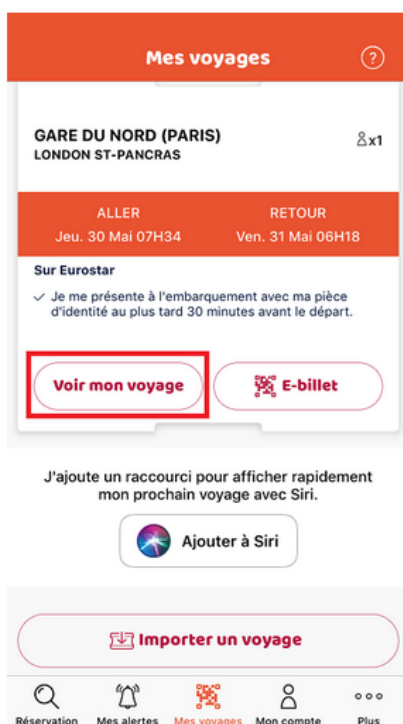 Mes voyages
?
GARE DU NORD (PARIS)
x1
LONDON ST-PANCRAS
ALLER
RETOUR
Jeu. 30 Mai 07H34
Ven. 31 Mai 06H18
Sur Eurostar
✓ Je me présente à l'embarquement avec ma pièce
d'identité au plus tard 30 minutes avant le départ.
Voir mon voyage
E-billet
J'ajoute un raccourci pour afficher rapidement
mon prochain voyage avec Siri.
Ajouter à Siri
Importer un voyage
Réservation
Mes alertes
Mes voyages
Mon compte
Plus